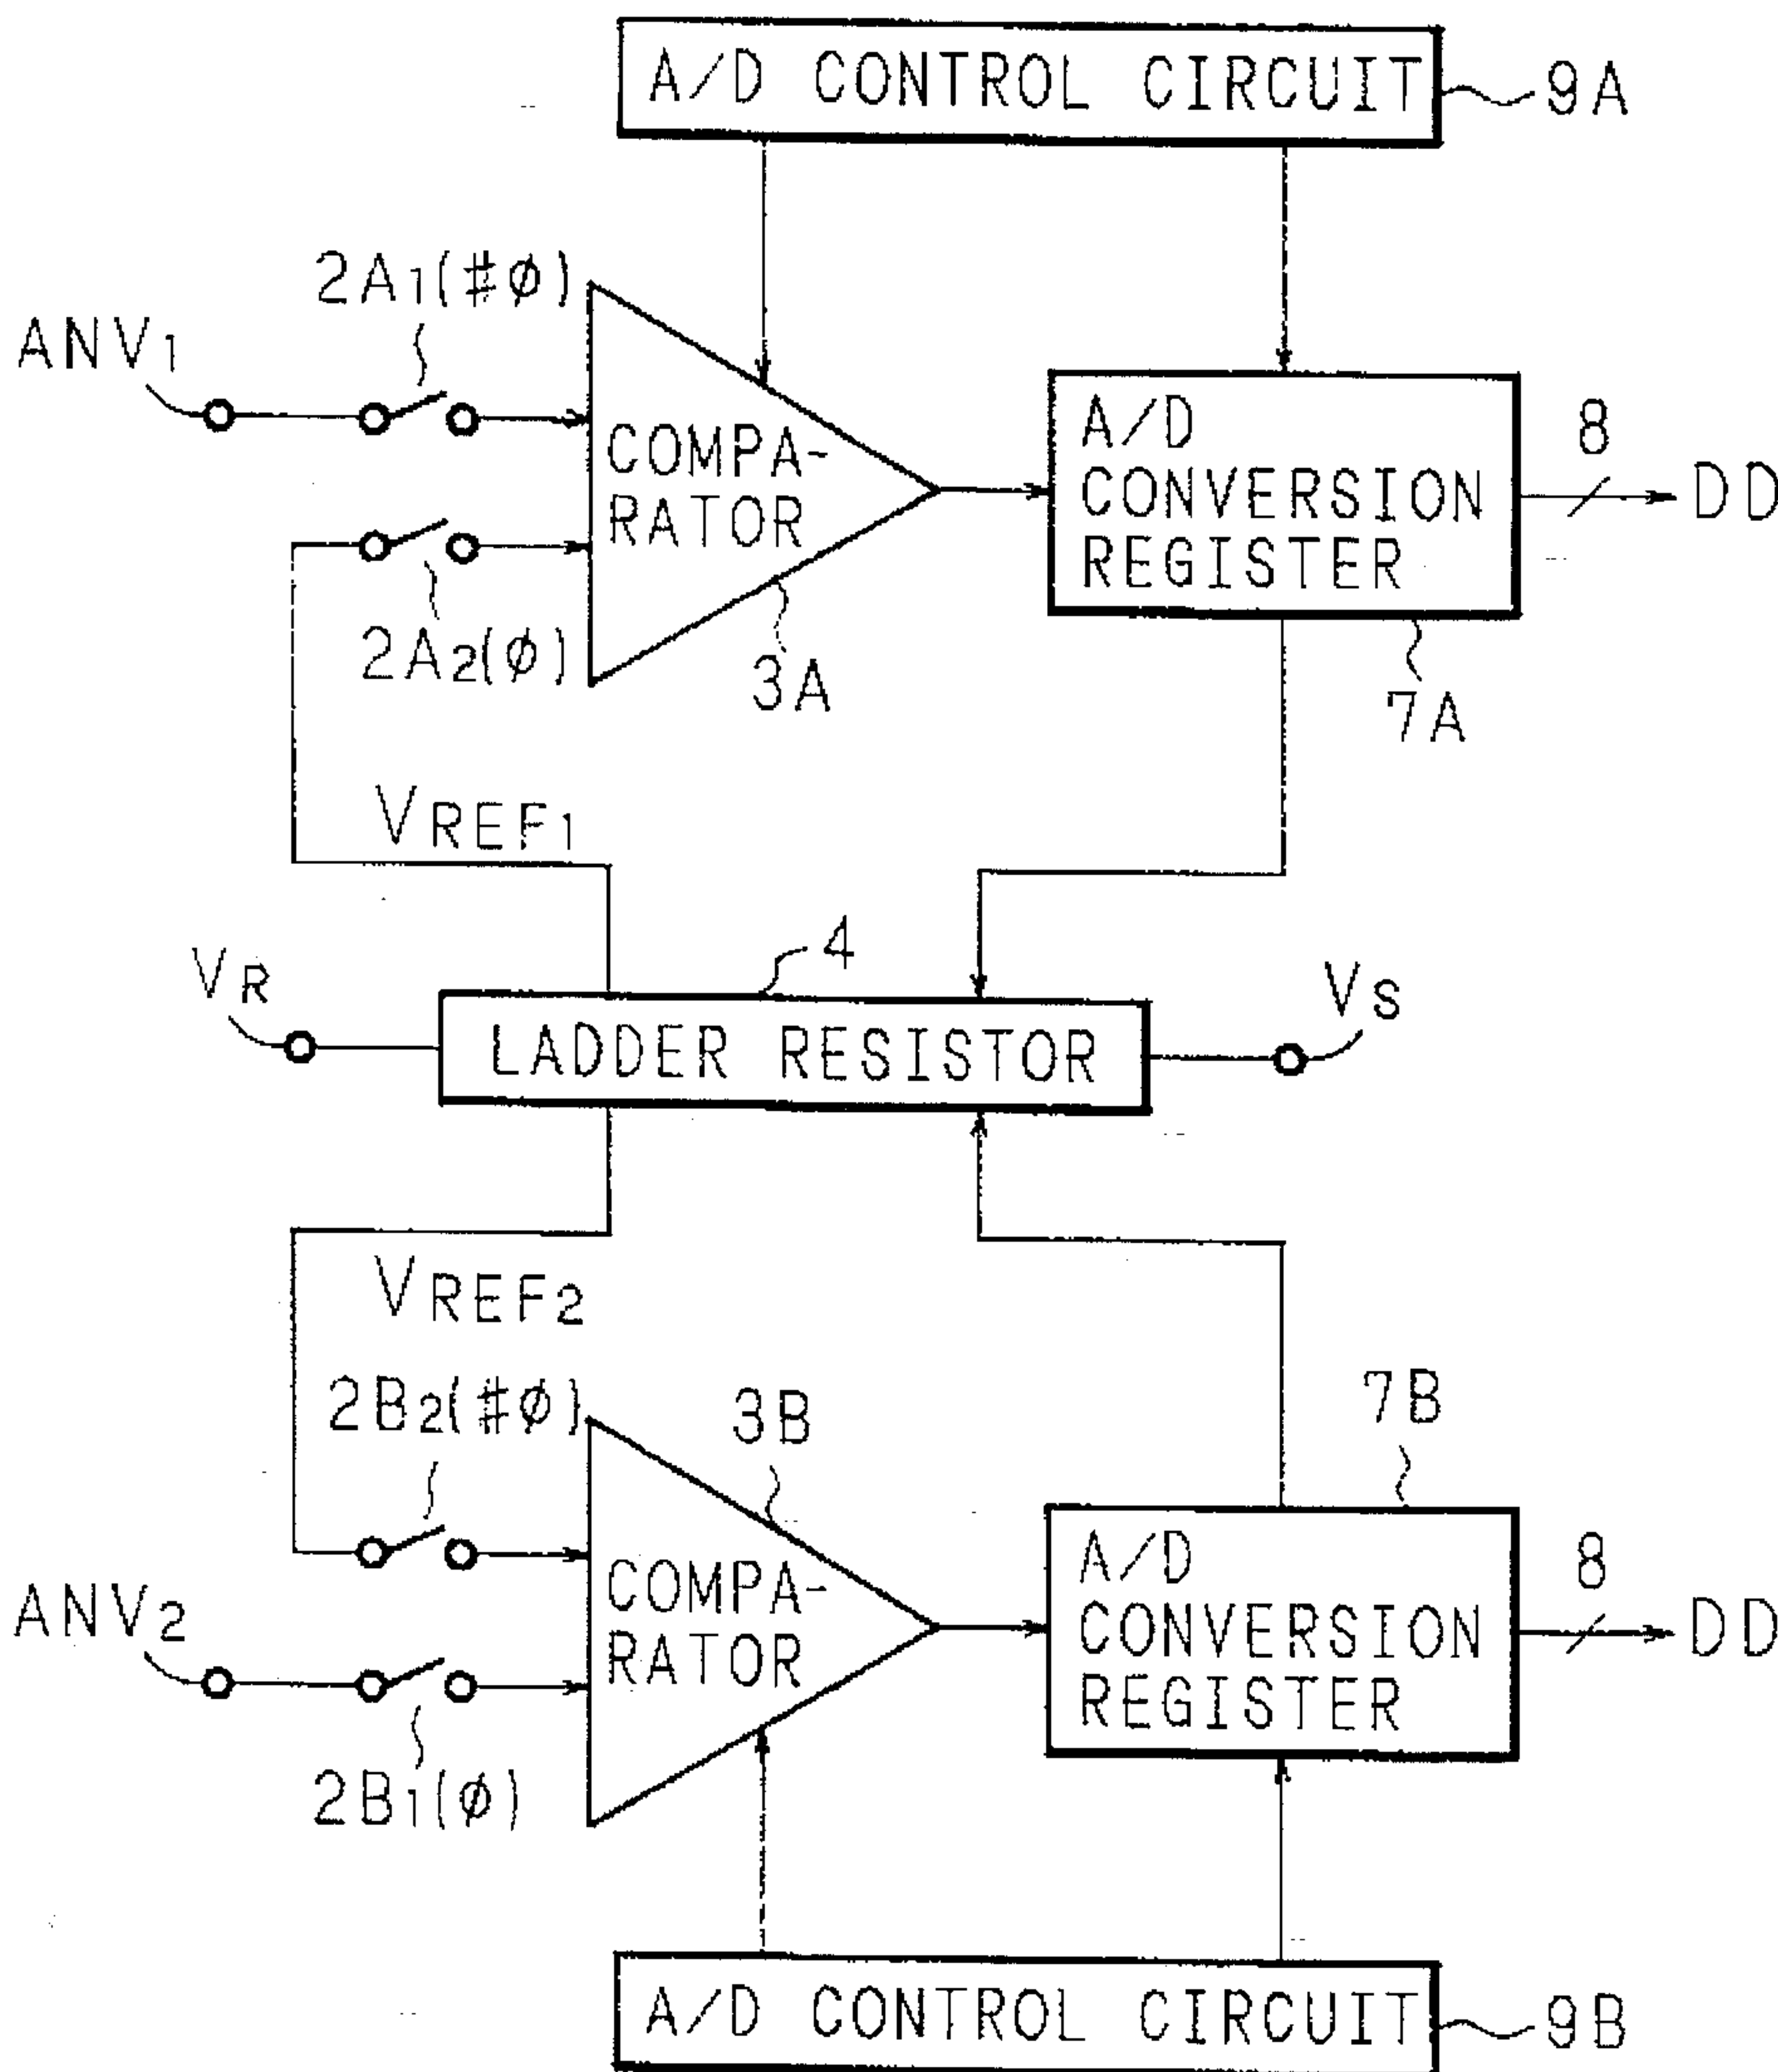 A/D CONTROL CIRCUIT
9A
2A1(#φ)
ANV1
COMPA-
RATOR
A/D
CONVERSION
REGISTER
8
DD
2A2(φ)
3A
7A
VREF1
4
VR
VS
LADDER RESISTOR
VREF2
2B2(#φ)
3B
7B
ANV2
COMPA-
RATOR
A/D
CONVERSION
REGISTER
8
DD
2B1(φ)
A/D CONTROL CIRCUIT
9B